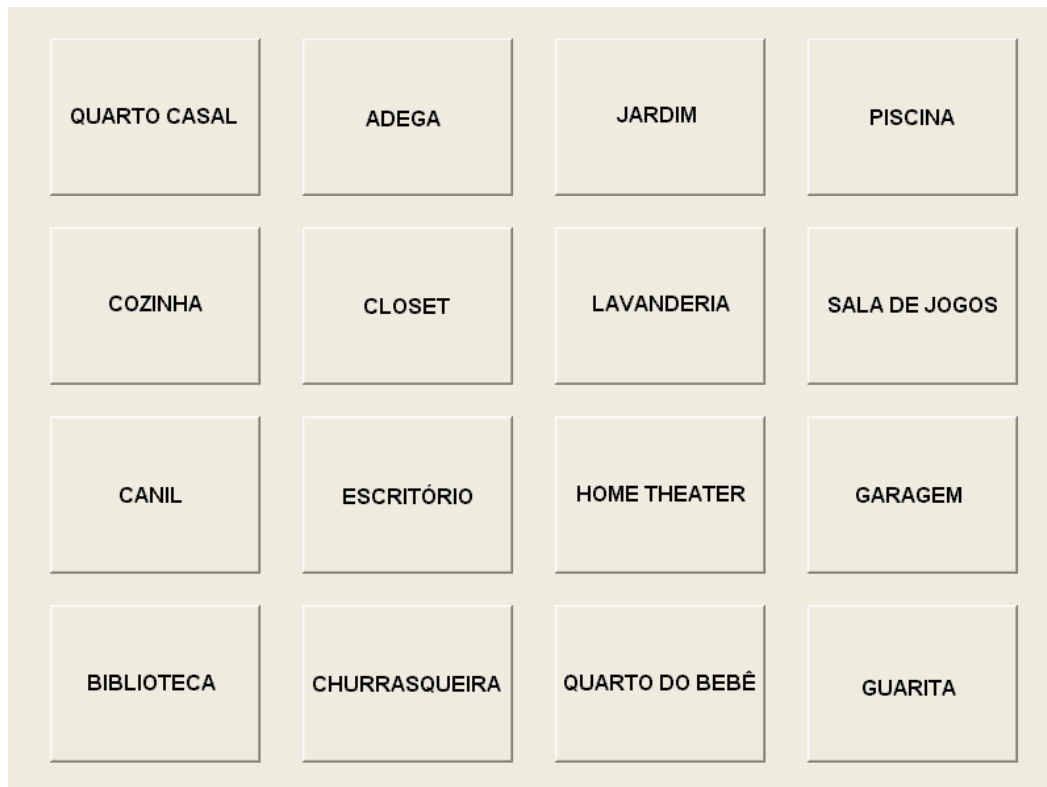 QUARTO CASAL
ADEGA
JARDIM
PISCINA
COZINHA
CLOSET
LAVANDERIA
SALA DE JOGOS
CANIL
ESCRITÓRIO
HOME THEATER
GARAGEM
BIBLIOTECA
CHURRASQUEIRA
QUARTO DO BEBÊ
GUARITA